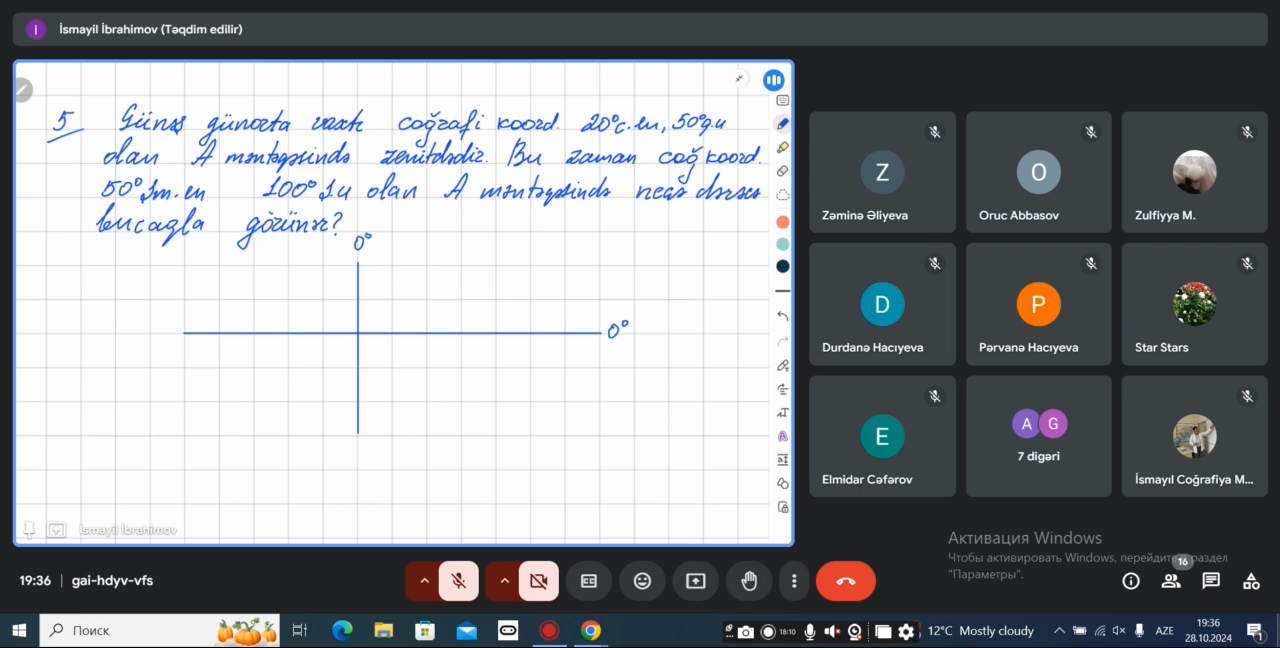 İsmayil İbrahimov (Təqdim edilir)
5 Günəş günorta vaxtı coğrafi koord. 20°c.en, 50°q.u
olan A məntəqəsində zenitdədir. Bu zaman coğ koord.
50°şm.en 100°ş.u olan A məntəqəsində neçə dərəcə
bucaqla görünər?
0°
0°
İsmayil İbrahimov
Z
Zəminə Əliyeva
O
Oruc Abbasov
Zulfiyya M.
D
Durdanə Hacıyeva
P
Pərvanə Hacıyeva
Star Stars
E
Elmidar Cəfərov
A G
7 digəri
İsmayıl Coğrafiya M...
Активация Windows
Чтобы активировать Windows, перейдите в раздел
"Параметры".
19:36 | gai-hdyv-vfs
16
Поиск
18:10
12°C Mostly cloudy
AZE
19:36
28.10.2024
1